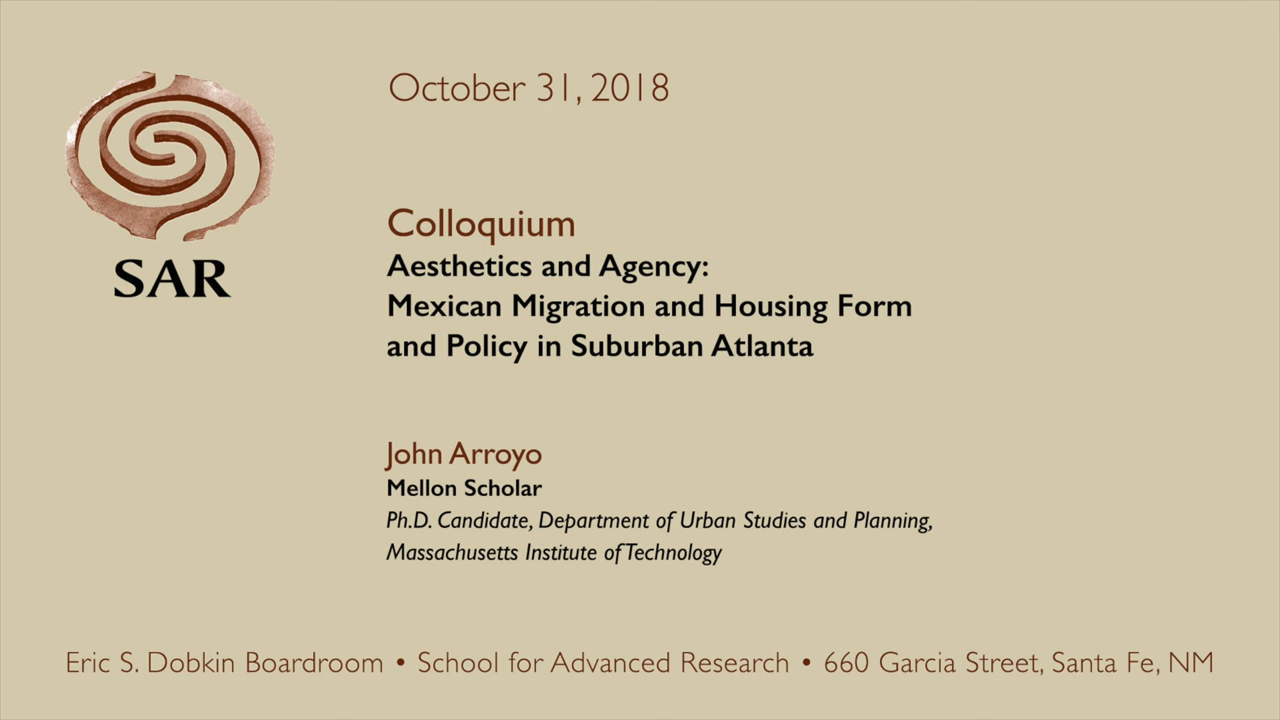 October 31, 2018
SAR
Colloquium
Aesthetics and Agency:
Mexican Migration and Housing Form
and Policy in Suburban Atlanta
John Arroyo
Mellon Scholar
Ph.D. Candidate, Department of Urban Studies and Planning,
Massachusetts Institute of Technology
Eric S. Dobkin Boardroom • School for Advanced Research • 660 Garcia Street, Santa Fe, NM